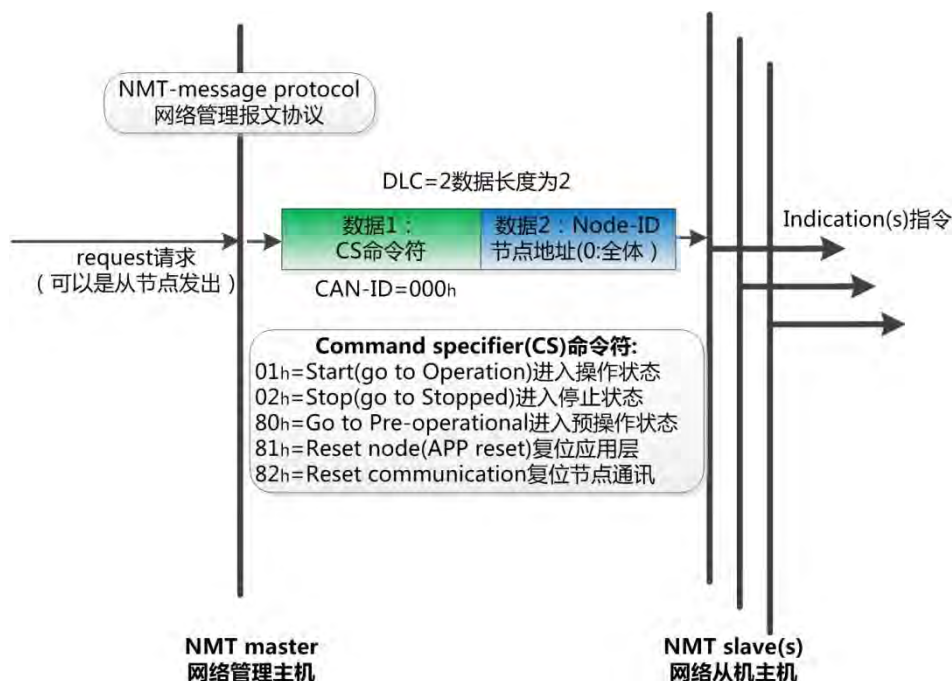 NMT-message protocol
网络管理报文协议
DLC=2数据长度为2
数据1：
CS命令符
数据2：Node-ID
节点地址(0:全体）
request请求
（可以是从节点发出）
Indication(s)指令
CAN-ID=000h
Command specifier(CS)命令符:
01h=Start(go to Operation)进入操作状态
02h=Stop(go to Stopped)进入停止状态
80h=Go to Pre-operational进入预操作状态
81h=Reset node(APP reset)复位应用层
82h=Reset communication复位节点通讯
NMT master
网络管理主机
NMT slave(s)
网络从机主机